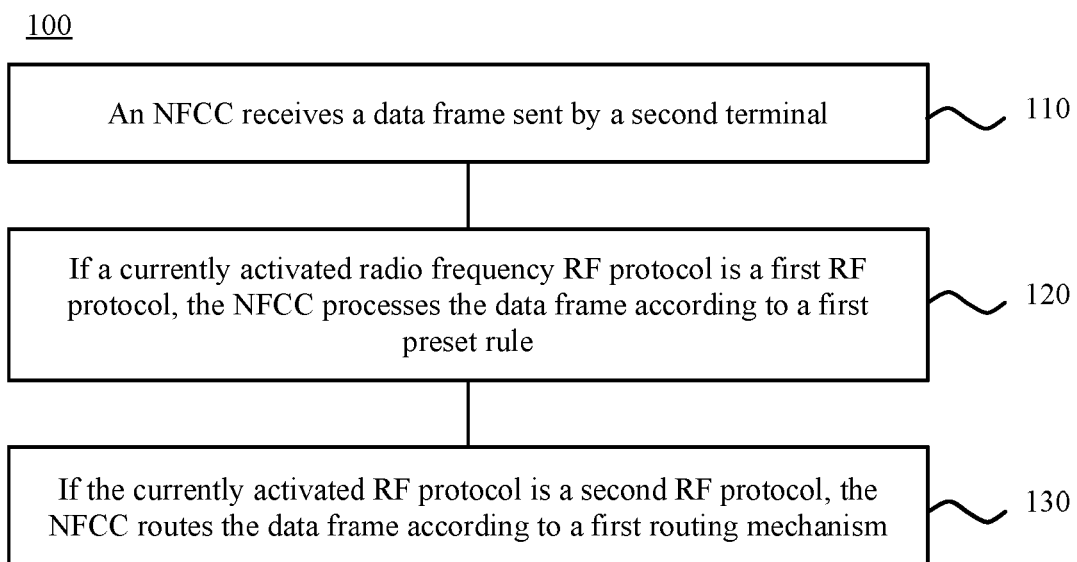 100
An NFCC receives a data frame sent by a second terminal
110
If a currently activated radio frequency RF protocol is a first RF
protocol, the NFCC processes the data frame according to a first
preset rule
120
If the currently activated RF protocol is a second RF protocol, the
NFCC routes the data frame according to a first routing mechanism
130